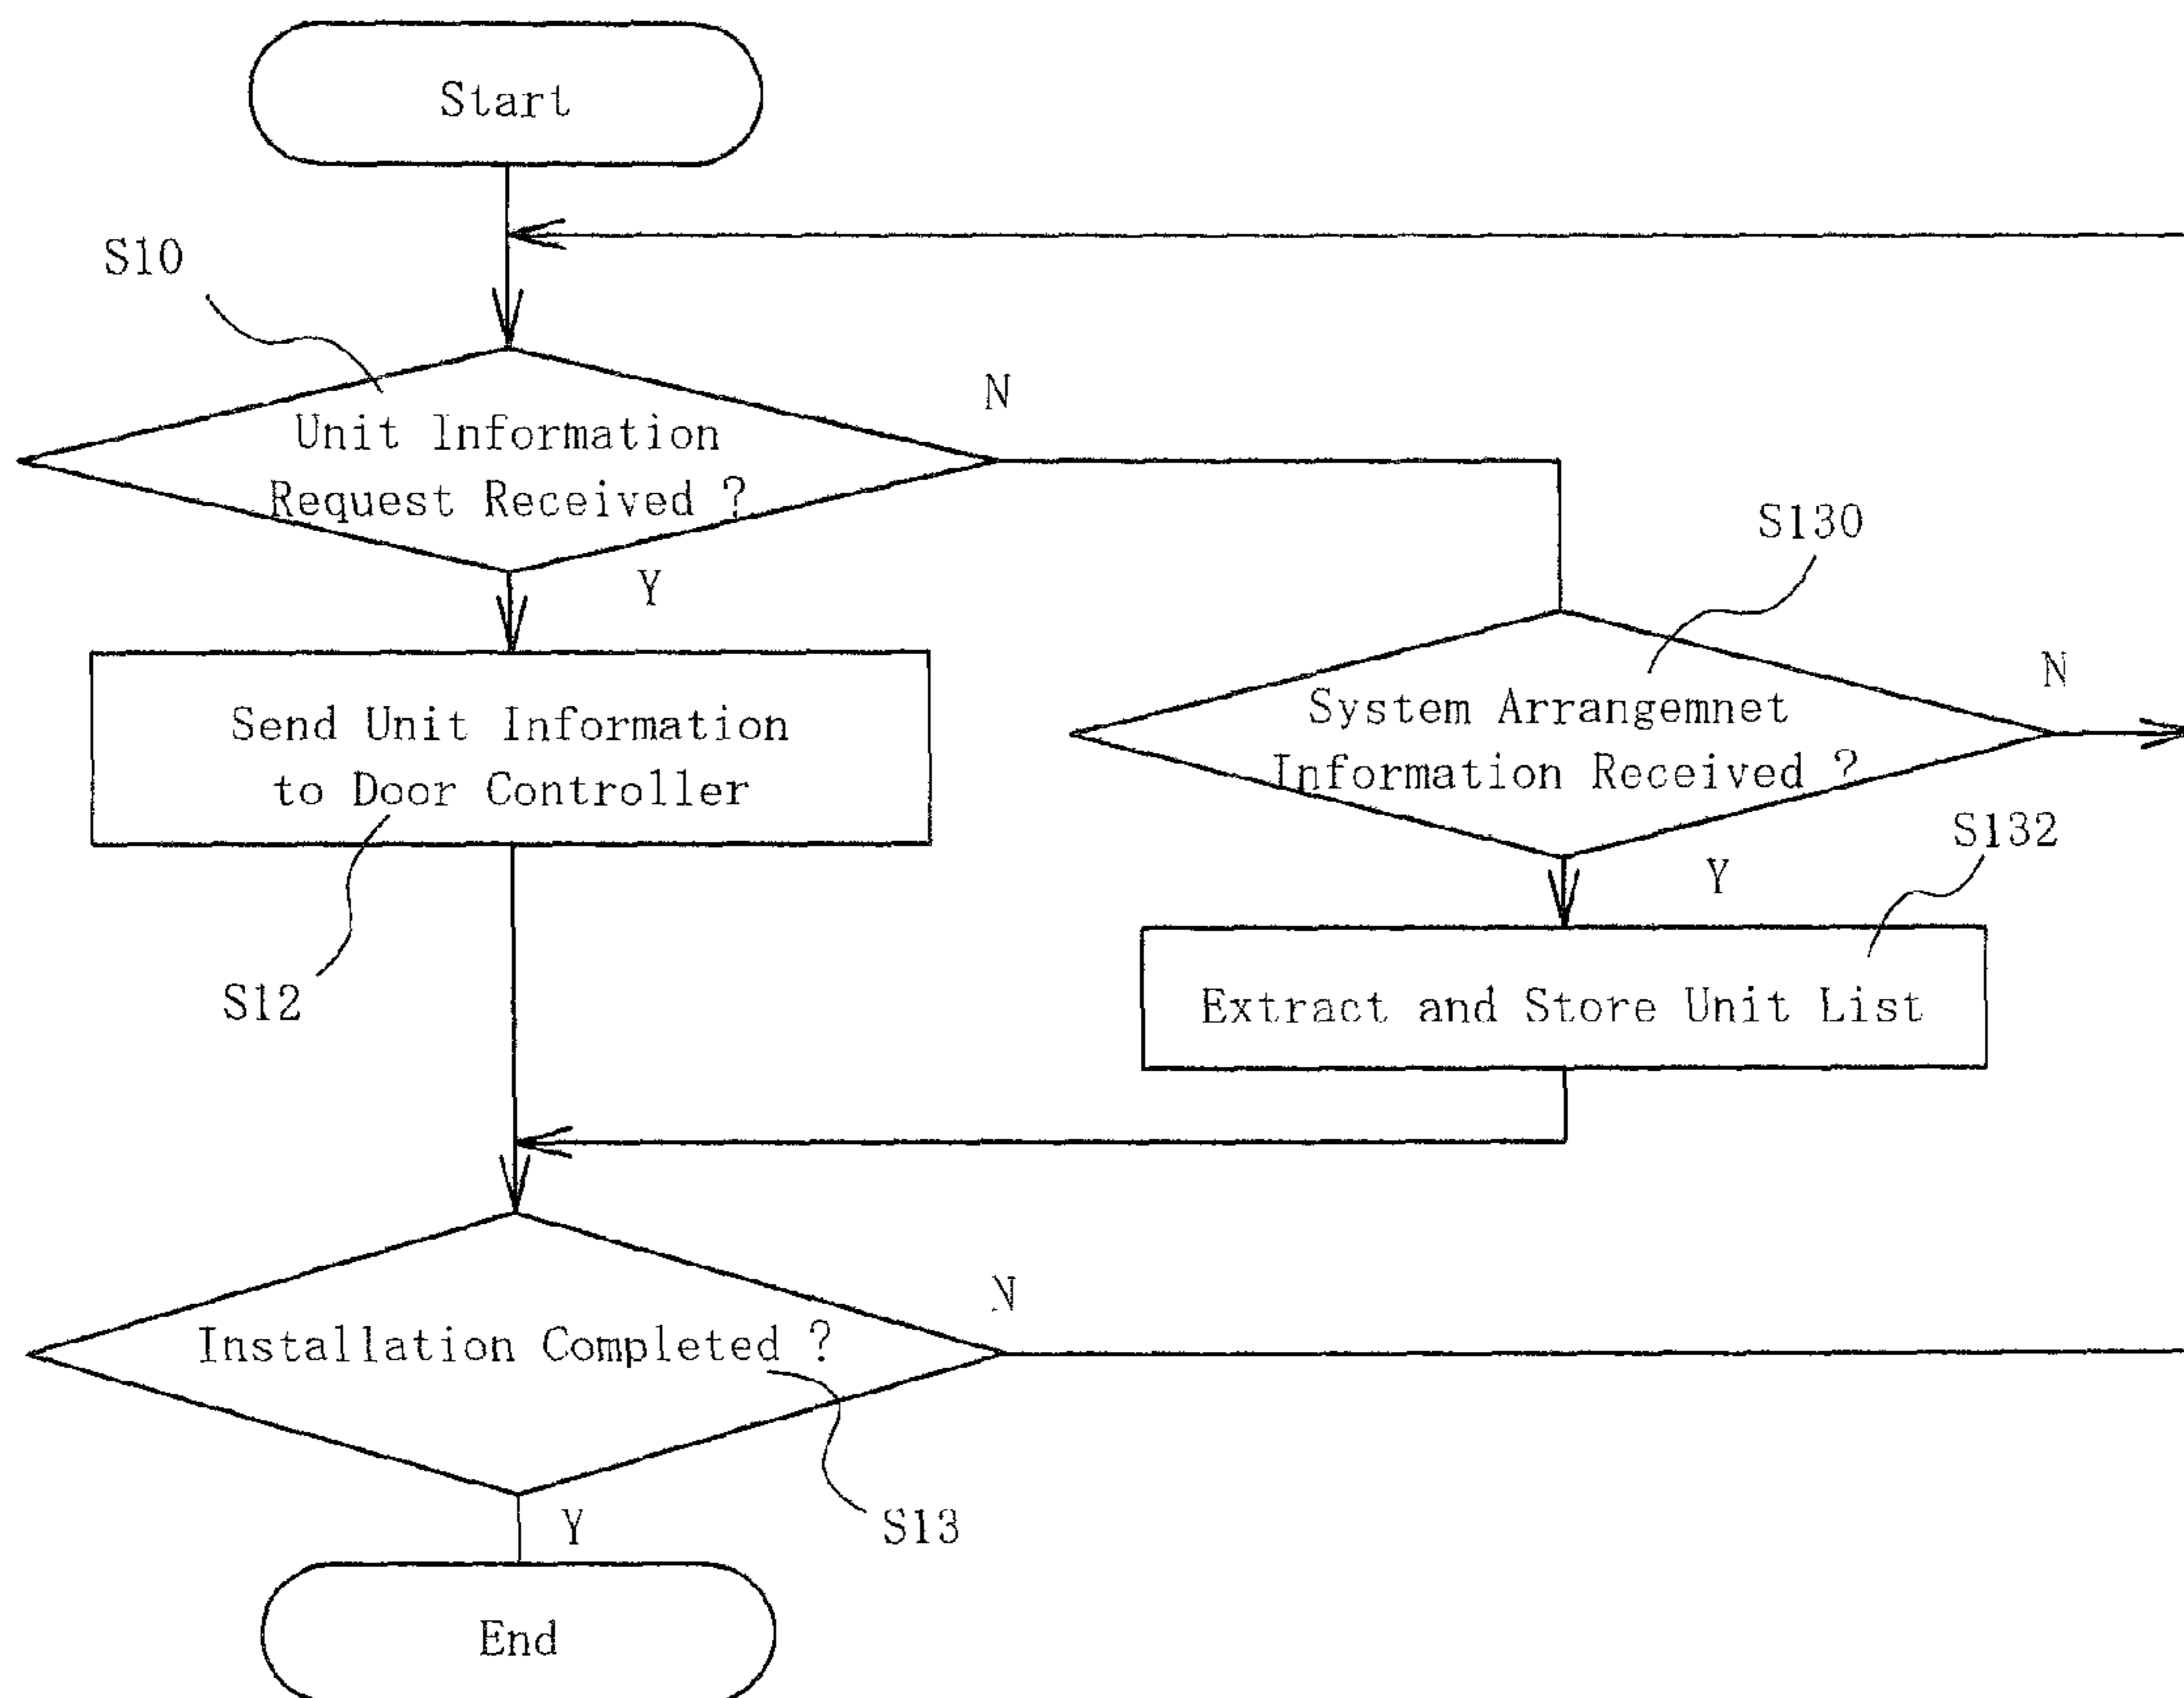 Start
S10
N
Unit Information
Request Received ?
S130
Y
N
System Arrangemnet
Information Received ?
Send Unit Information
to Door Controller
S132
Y
S12
Extract and Store Unit List
N
Installation Completed ?
S13
Y
End